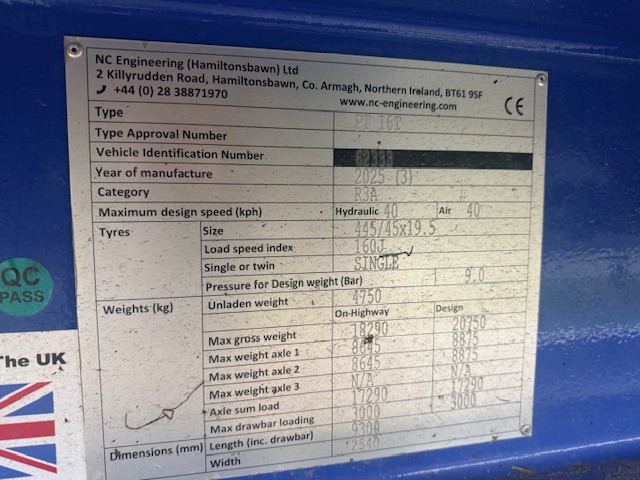 NC Engineering (Hamiltonsbawn) Ltd
2 Killyrudden Road, Hamiltonsbawn, Co. Armagh, Northern Ireland, BT61 9SF
+44 (0) 28 38871970 www.nc-engineering.com CE
Type PT 16T
Type Approval Number
Vehicle Identification Number 62333
Year of manufacture 2025 (3)
Category R3A
Maximum design speed (kph) Hydraulic 40 Air 40
Tyres Size 445/45x19.5
Load speed index 160J
Single or twin SINGLE
Pressure for Design weight (Bar) 9.0
Weights (kg) Unladen weight 4750
On-Highway Design
Max gross weight 18290 20750
Max weight axle 1 8645 8875
Max weight axle 2 8645 8875
Max weight axle 3 N/A N/A
Axle sum load 17290 17290
Max drawbar loading 3000 3000
Dimensions (mm) Length (inc. drawbar) 9300
Width 2540
QC
PASS
The UK